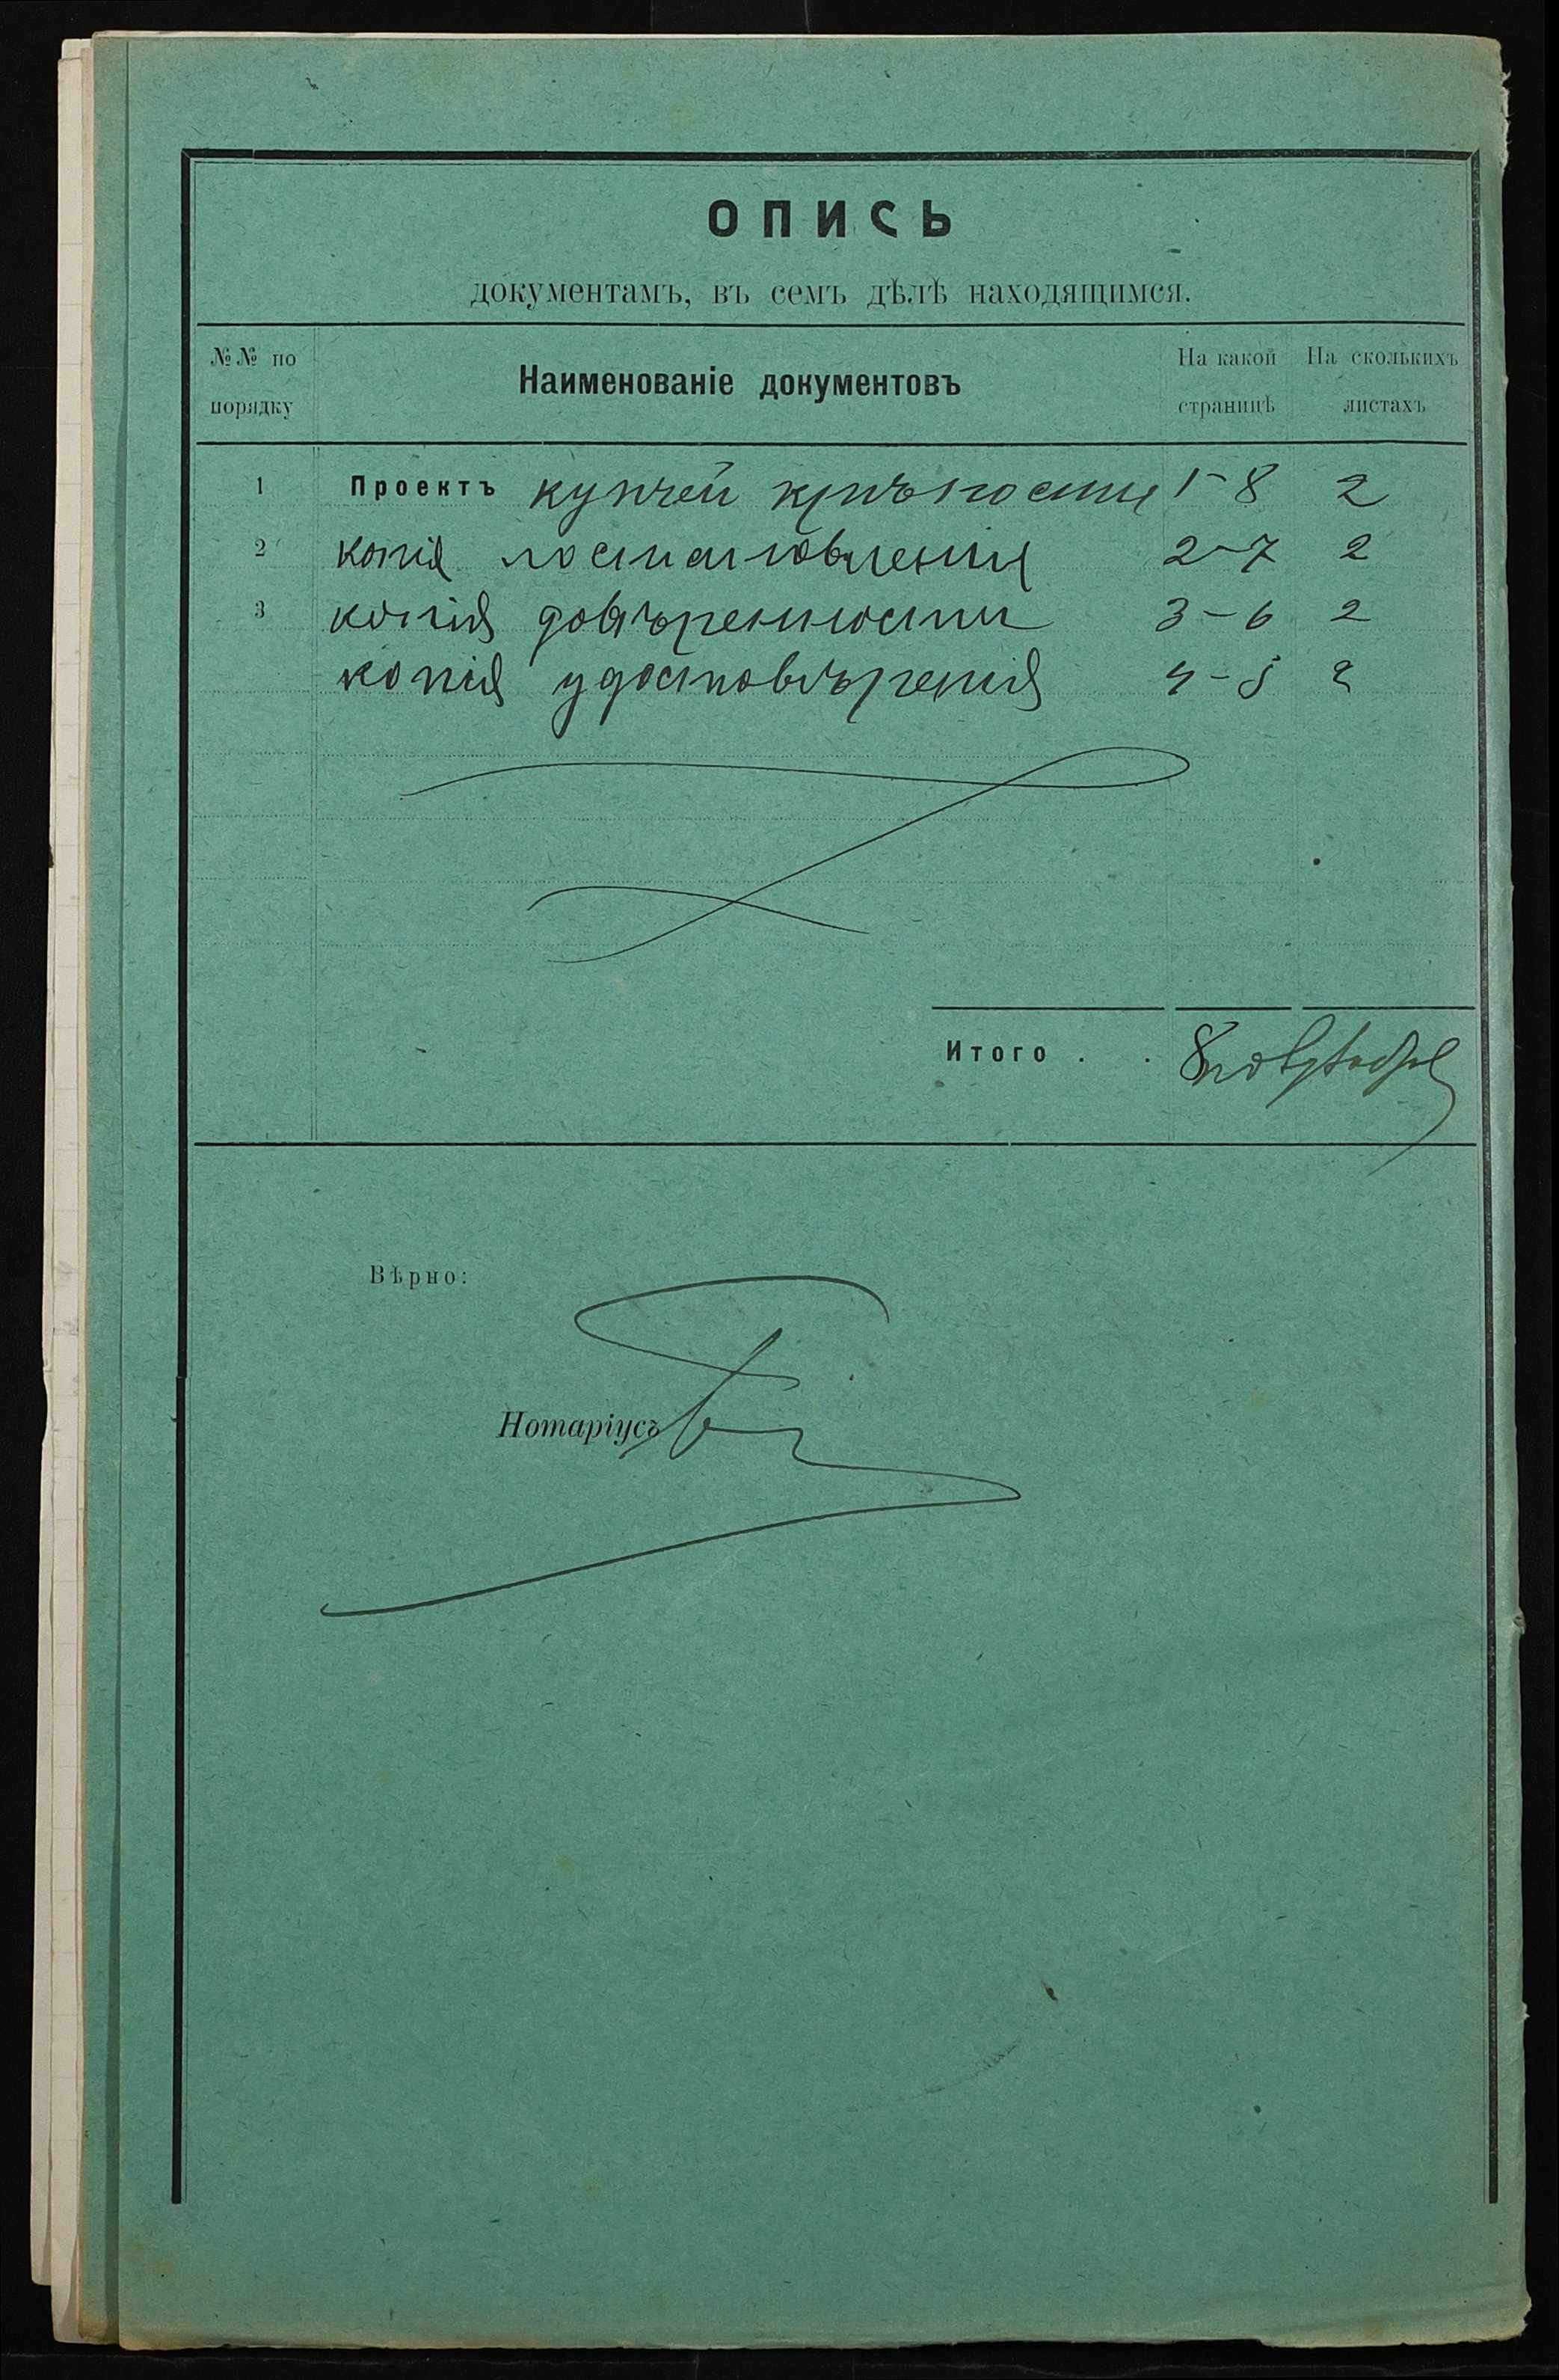 ОПИСЬ
документамъ, въ семъ дѣлѣ находящимся.
№№ по порядку
Наименованіе документовъ
На какой страницѣ
На сколькихъ листахъ
1 Проектъ купчей крѣпости 1-8 2
2 копія постановленія 2-7 2
3 копія довѣренности 3-6 2
копія удостовѣренія 4-5 2
Итого . . 8
Вѣрно:
Нотаріусъ